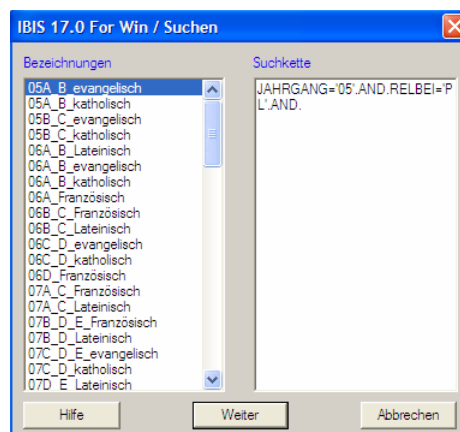 IBIS 17.0 For Win / Suchen
Bezeichnungen
05A_B_evangelisch
05A_B_katholisch
05B_C_evangelisch
05B_C_katholisch
06A_B_Lateinisch
06A_B_evangelisch
06A_B_katholisch
06A_Französisch
06B_C_Französisch
06B_C_Lateinisch
06C_D_evangelisch
06C_D_katholisch
06D_Französisch
07A_C_Französisch
07A_C_Lateinisch
07B_D_E_Französisch
07B_D_Lateinisch
07C_D_E_evangelisch
07C_D_katholisch
07D_E_Lateinisch
Suchkette
JAHRGANG='05'.AND.RELBEI='P
L'.AND.
Hilfe
Weiter
Abbrechen